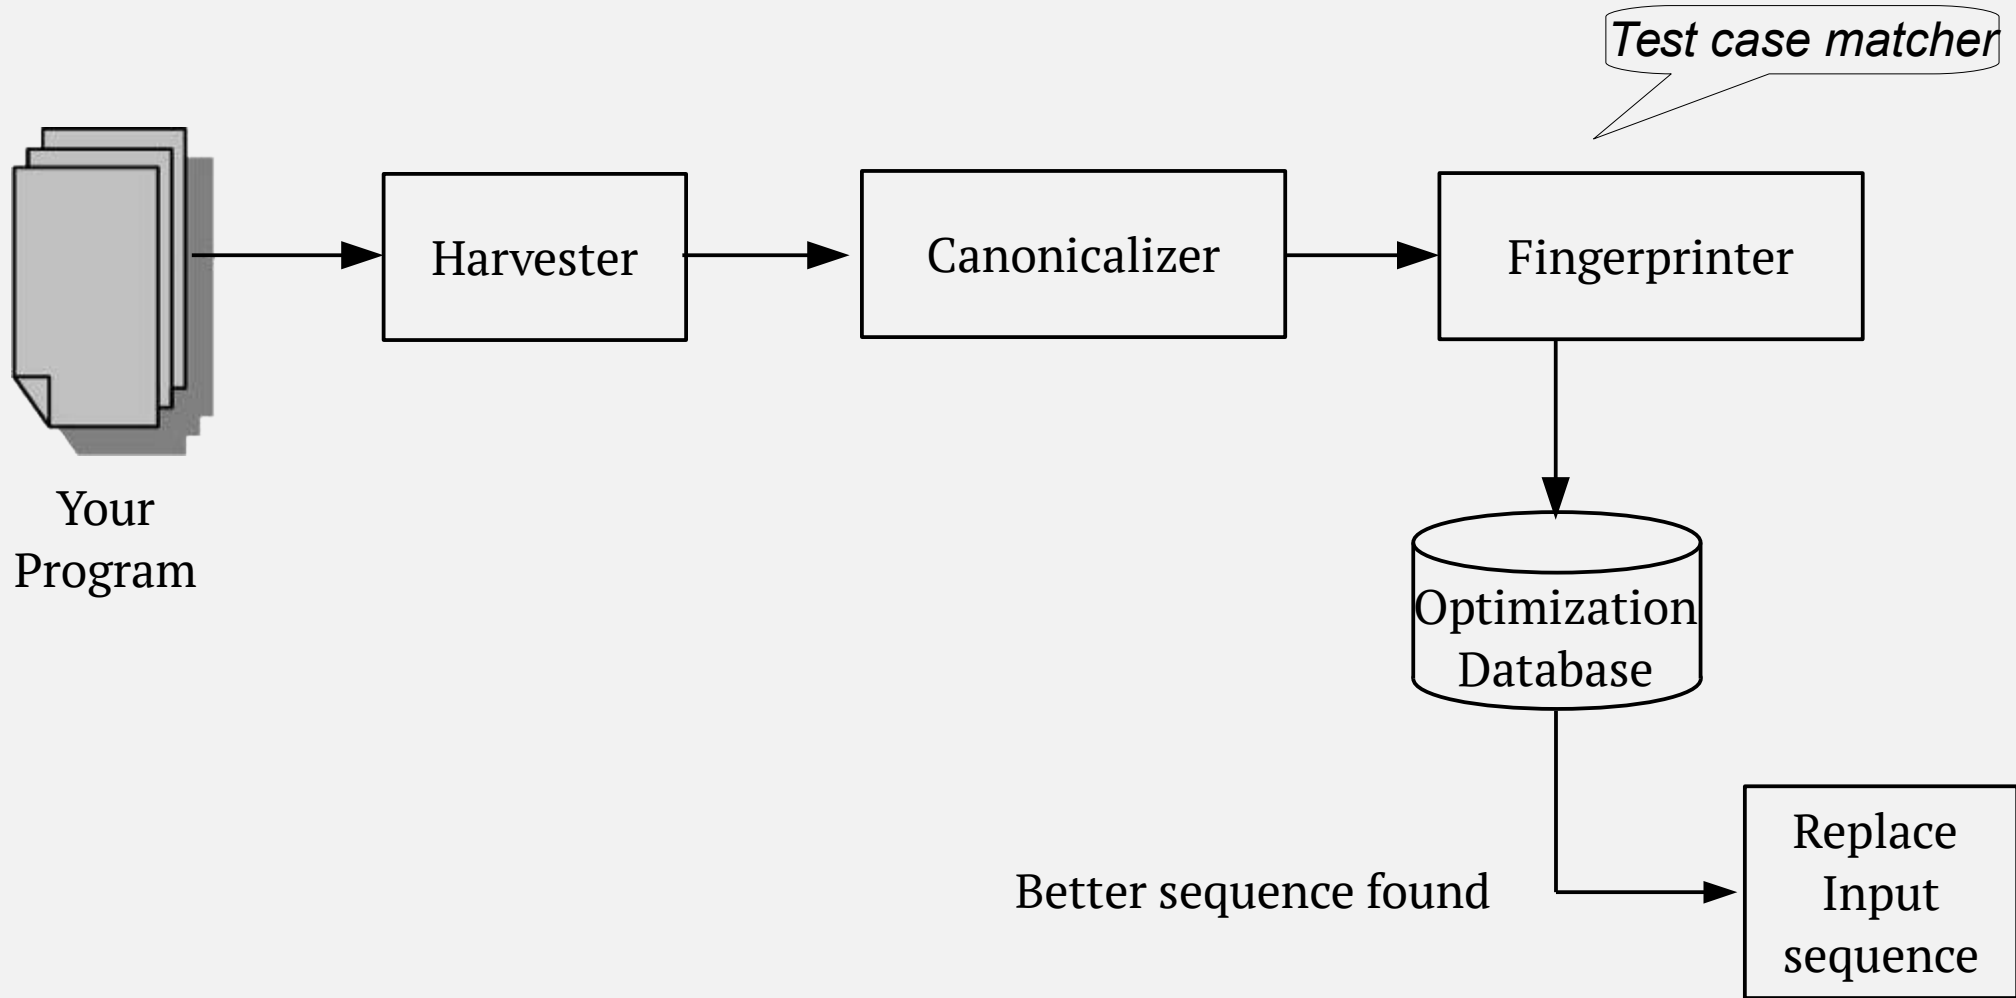 Test case matcher
Harvester
Canonicalizer
Fingerprinter
Your
Program
Optimization
Database
Better sequence found
Replace
Input
sequence